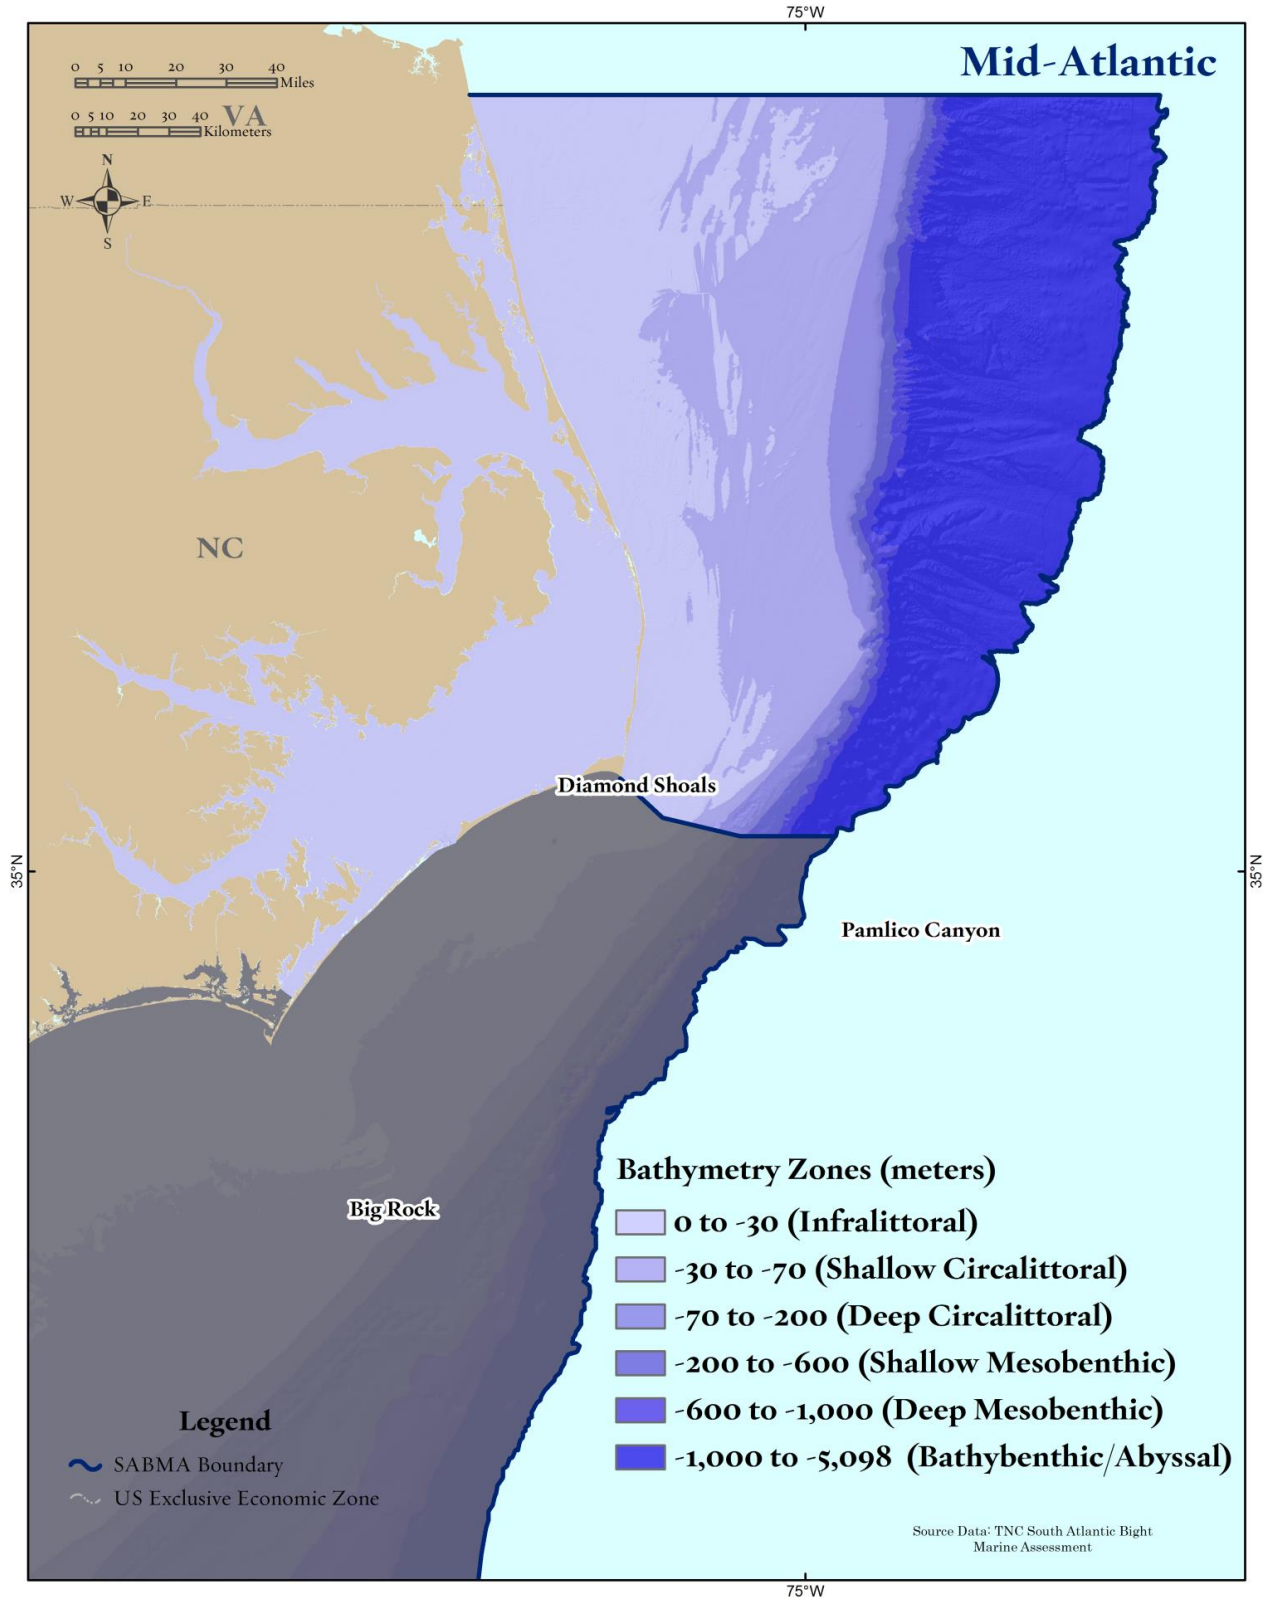 75°W
Mid-Atlantic
0 5 10 20 30 40
Miles
0 5 10 20 30 40
Kilometers
VA
N
W E
S
NC
Diamond Shoals
35°N
35°N
Pamlico Canyon
Big Rock
Bathymetry Zones (meters)
0 to -30 (Infralittoral)
-30 to -70 (Shallow Circalittoral)
-70 to -200 (Deep Circalittoral)
-200 to -600 (Shallow Mesobenthic)
-600 to -1,000 (Deep Mesobenthic)
-1,000 to -5,098 (Bathybenthic/Abyssal)
Legend
SABMA Boundary
US Exclusive Economic Zone
Source Data: TNC South Atlantic Bight
Marine Assessment
75°W